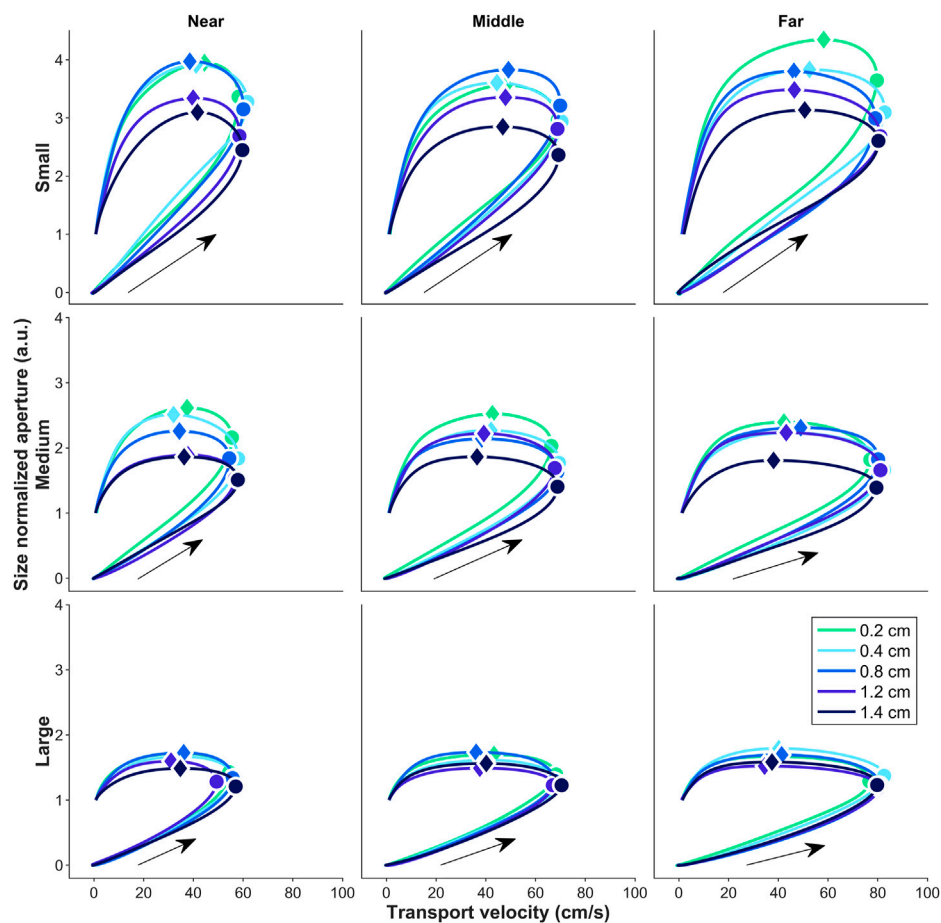 Near Middle Far
Small
4
3
2
1
0
Size normalized aperture (a.u.)
Medium
4
3
2
1
0
Large
4
3
2
1
0
0.2 cm
0.4 cm
0.8 cm
1.2 cm
1.4 cm
0 20 40 60 80 100 0 20 40 60 80 100 0 20 40 60 80 100
Transport velocity (cm/s)